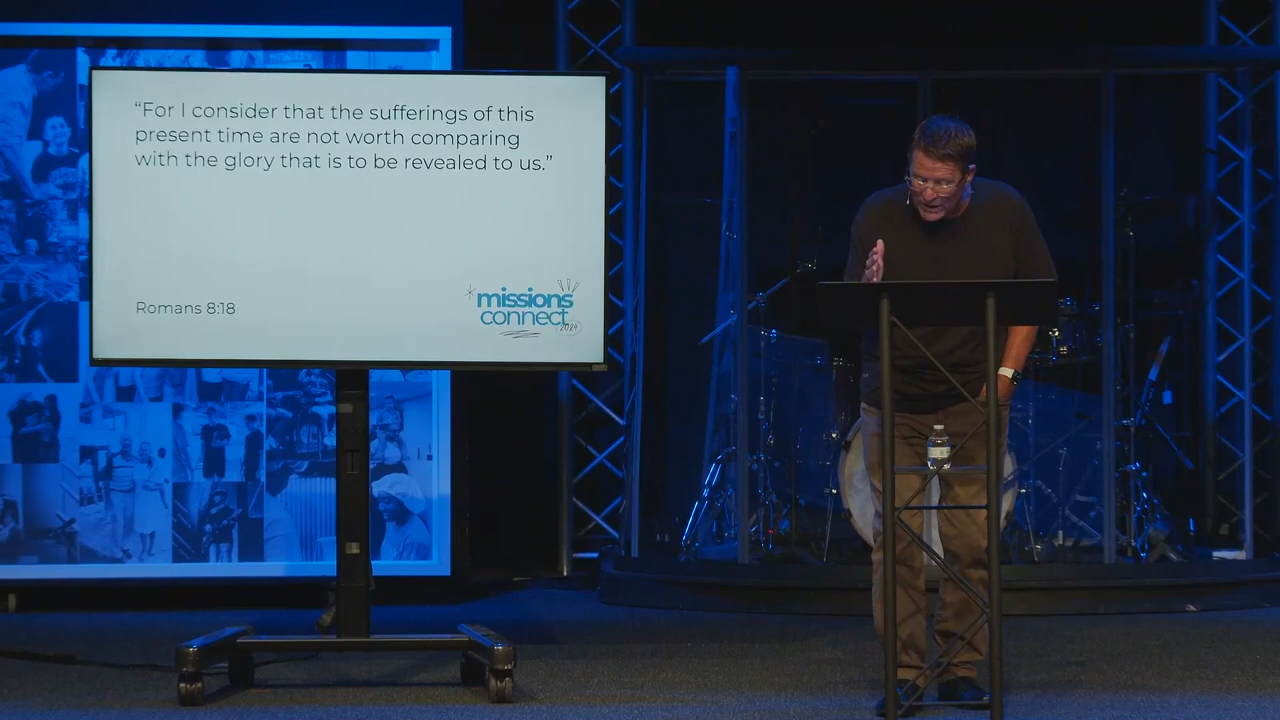 “For I consider that the sufferings of this
present time are not worth comparing
with the glory that is to be revealed to us.”
Romans 8:18
missions
connect
2024